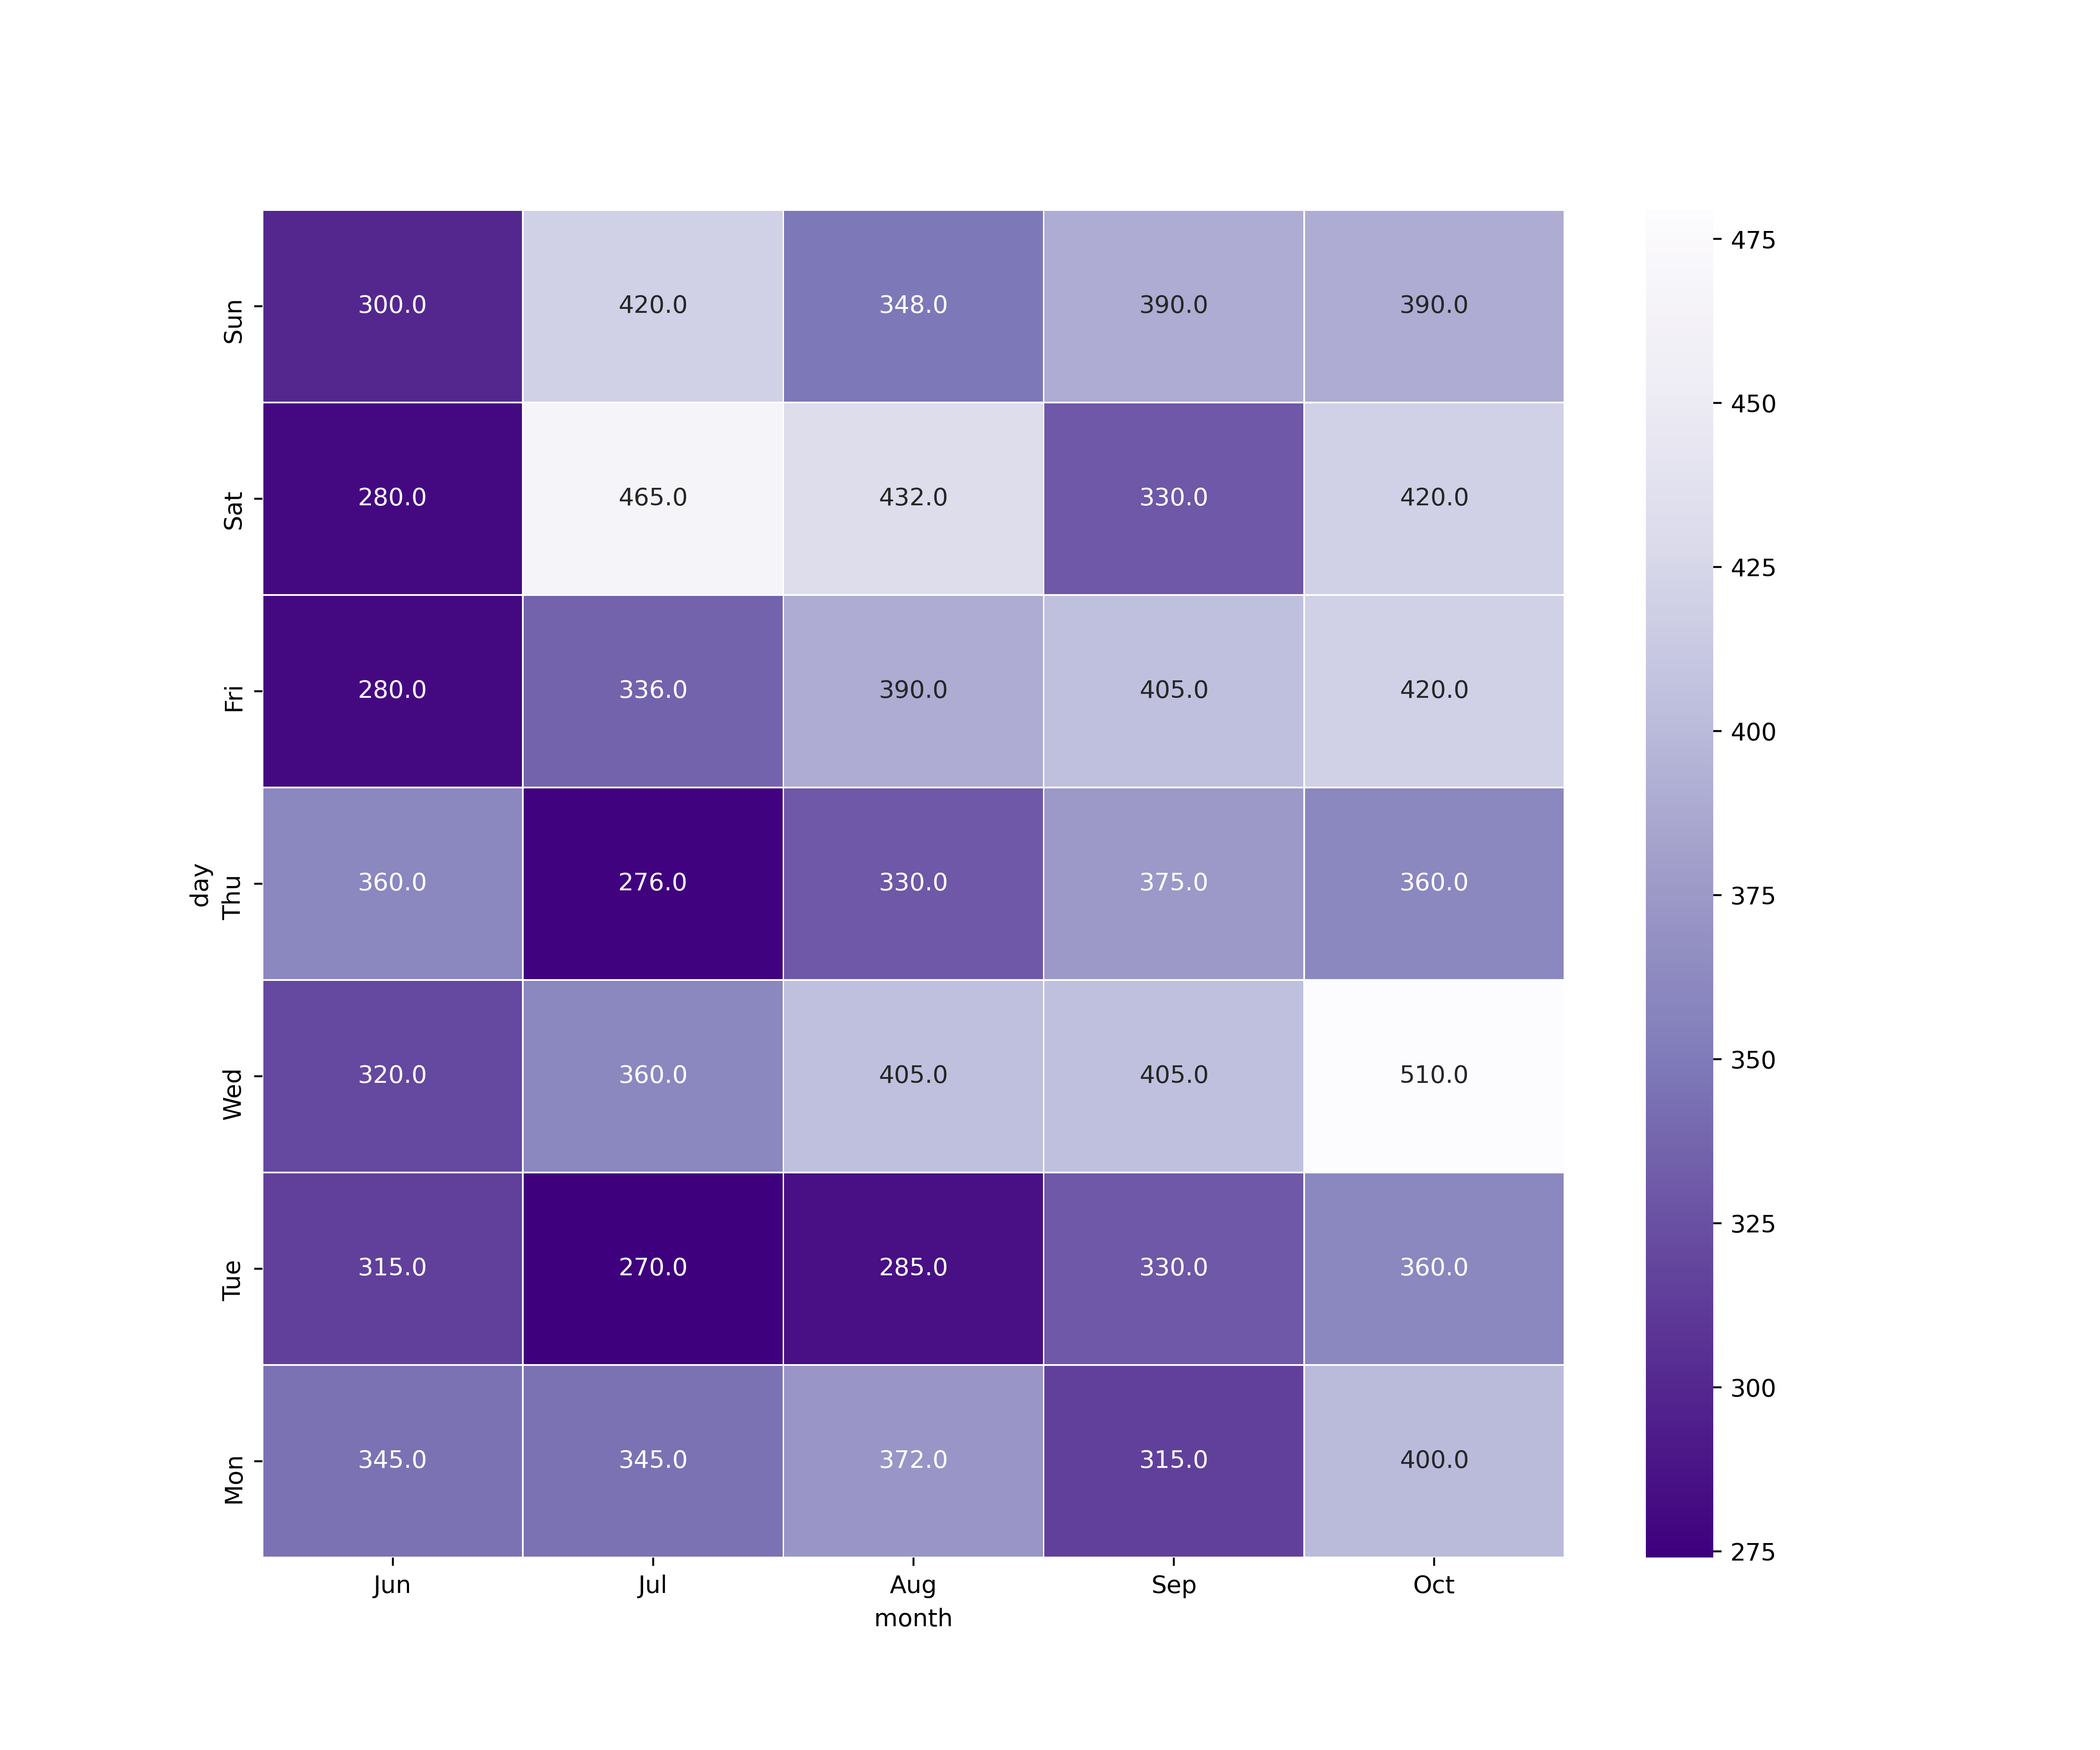 Sun 300.0 420.0 348.0 390.0 390.0
Sat 280.0 465.0 432.0 330.0 420.0
Fri 280.0 336.0 390.0 405.0 420.0
day
Thu 360.0 276.0 330.0 375.0 360.0
Wed 320.0 360.0 405.0 405.0 510.0
Tue 315.0 270.0 285.0 330.0 360.0
Mon 345.0 345.0 372.0 315.0 400.0
Jun Jul Aug Sep Oct
month
475
450
425
400
375
350
325
300
275